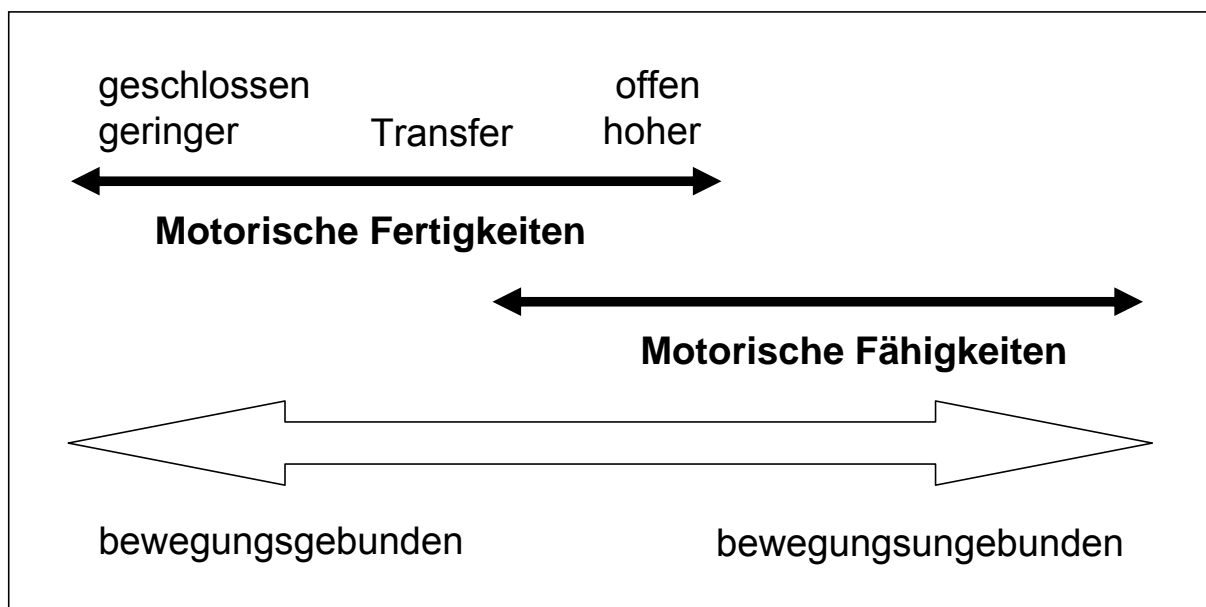 geschlossen offen
geringer Transfer hoher
Motorische Fertigkeiten
Motorische Fähigkeiten
bewegungsgebunden bewegungsungebunden